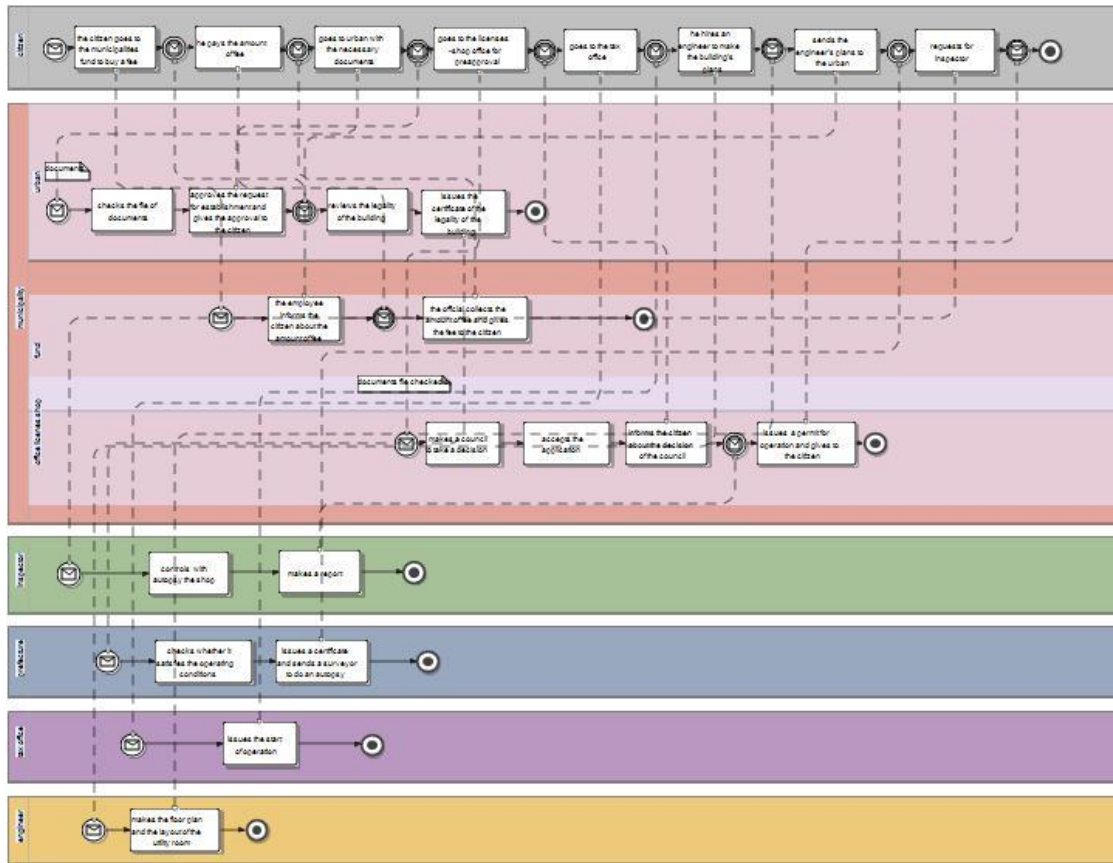 citizen
the citizen goes to
the municipalities
fund to buy a fee
he pays the amount
offee
goes to urban with
the necessary
documents
goes to the licenses
-shop office for
preapproval
goes to the tax
office
he hires an
engineer to make
the building's
plans
sends the
engineer's plans to
the urban
requests for
inspector
municipality
urban
documents
checks the file of
documents
approves the request
for establishment and
gives the approval to
the citizen
reviews the legality
of the building
issues the
certificate of the
legality of the
building
fund
the employee
informs the
citizen about the
amount offee
the official collects the
amount offee and gives
the fee to the citizen
documents file checked
office license shop
makes a council
to take a decision
accepts the
application
informs the citizen
about the decision
of the council
issues a permit for
operation and gives to
the citizen
inspector
controls with
autopsy the shop
makes a report
prefecture
checks whether it
satisfies the operating
conditions
issues a certificate
and sends a surveyor
to do an autopsy
tax office
issues the start
of operation
engineer
makes the floor plan
and the layout of the
utility room